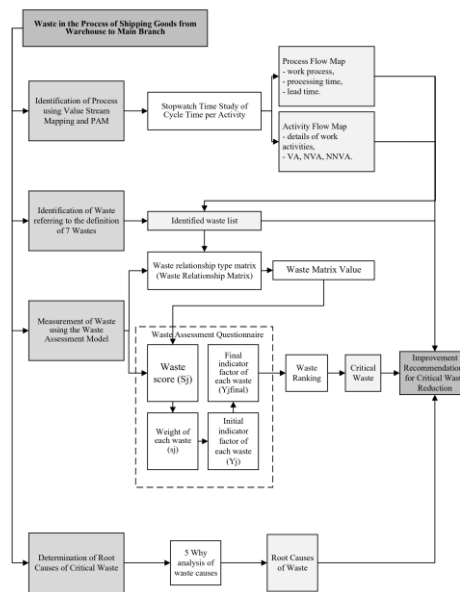 Waste in the Process of Shipping Goods from
Warehouse to Main Branch
Identification of Process
using Value Stream
Mapping and PAM
Stopwatch Time Study of
Cycle Time per Activity
Process Flow Map
- work process,
- processing time,
- lead time.
Activity Flow Map
- details of work
activities,
- VA, NVA, NNVA.
Identification of Waste
referring to the definition
of 7 Wastes
Identified waste list
Waste relationship type matrix
(Waste Relationship Matrix)
Waste Matrix Value
Measurement of Waste
using the Waste
Assessment Model
Waste Assessment Questionnaire
Waste
score (Sj)
Final
indicator
factor of
each waste
(Yjfinal)
Weight of
each waste
(sj)
Initial
indicator
factor of
each waste
(Yj)
Waste
Ranking
Critical
Waste
Improvement
Recommendations
for Critical Waste
Reduction
Determination of Root
Causes of Critical Waste
5 Why
analysis of
waste causes
Root Causes
of Waste